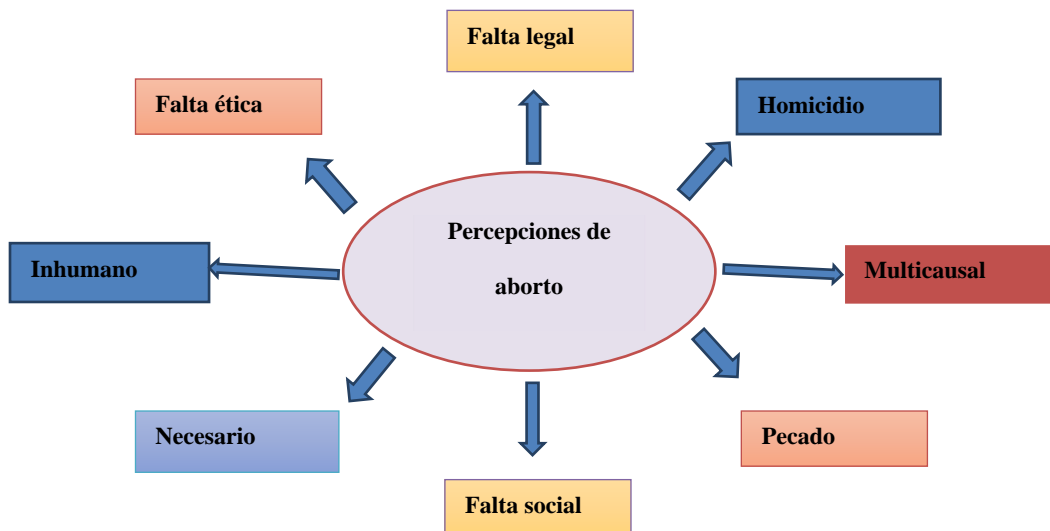 Falta legal
Falta ética
Homicidio
Percepciones de
aborto
Inhumano
Multicausal
Necesario
Pecado
Falta social